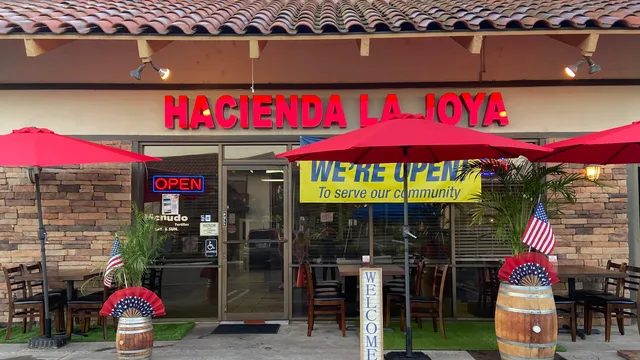 HACIENDA LA JOYA
WE'RE OPEN!
To serve our community
OPEN
Menudo
WELCOME